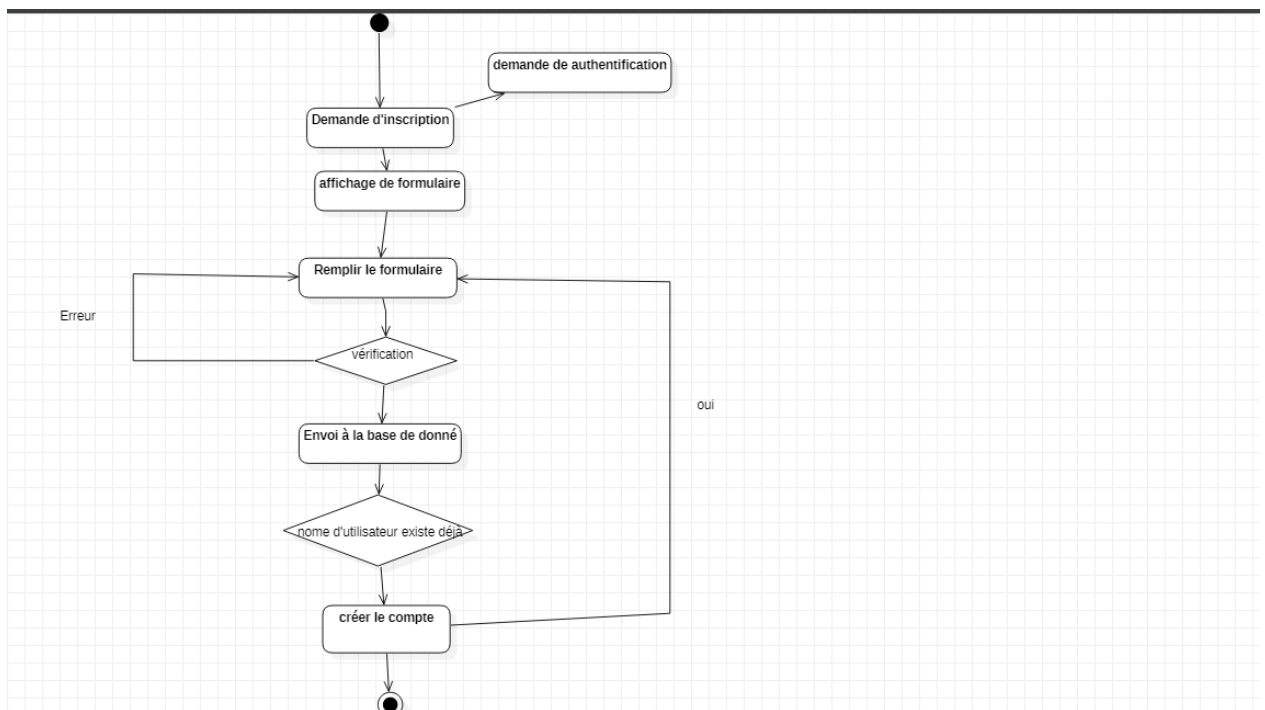 demande de authentification
Demande d'inscription
affichage de formulaire
Remplir le formulaire
Erreur
vérification
oui
Envoi à la base de donné
nome d'utilisateur existe déjà
créer le compte